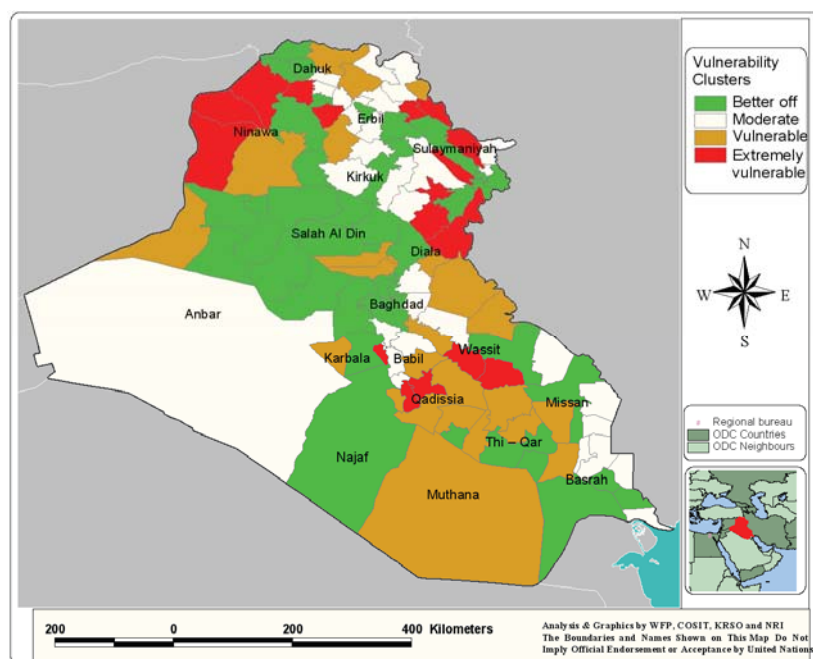 Vulnerability
Clusters
Better off
Moderate
Vulnerable
Extremely
vulnerable
Dahuk
Erbil
Ninawa
Sulaymaniyah
Kirkuk
Salah Al Din
Diala
Anbar
Baghdad
Wassit
Karbala
Babil
Qadissia
Missan
Thi - Qar
Najaf
Basrah
Muthana
N
W E
S
Regional bureau
ODC Countries
ODC Neighbours
200 0 200 400 Kilometers
Analysis & Graphics by WFP, COSIT, KRSO and NRI
The Boundaries and Names Shown on This Map Do Not
Imply Official Endorsement or Acceptance by United Nations